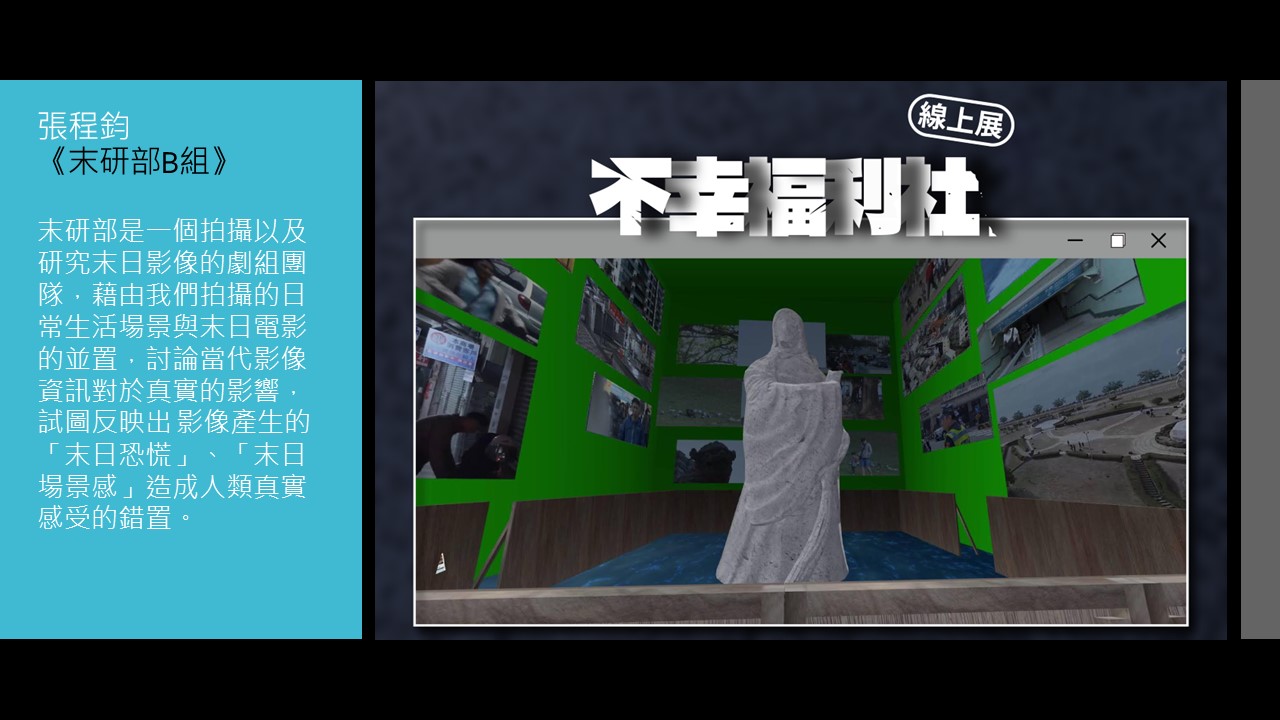 張程鈞
《末研部B組》
末研部是一個拍攝以及
研究末日影像的劇組團
隊，藉由我們拍攝的日
常生活場景與末日電影
的並置，討論當代影像
資訊對於真實的影響，
試圖反映出影像產生的
「末日恐慌」、「末日
場景感」造成人類真實
感受的錯置。
線上展
不幸福利社